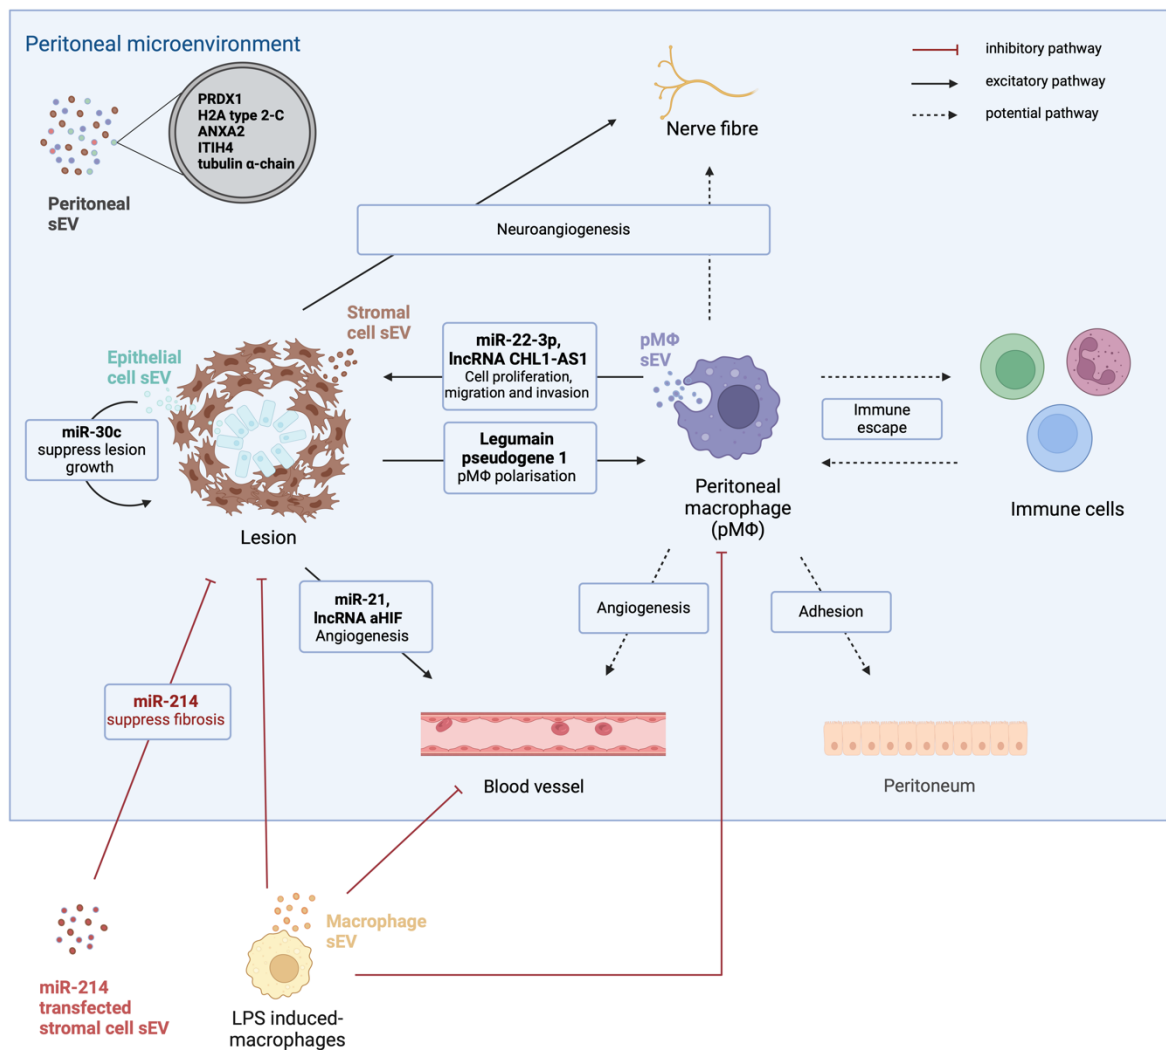 Peritoneal microenvironment
inhibitory pathway
excitatory pathway
potential pathway
PRDX1
H2A type 2-C
ANXA2
ITIH4
tubulin α-chain
Peritoneal
sEV
Nerve fibre
Neuroangiogenesis
Stromal
cell sEV
Epithelial
cell sEV
miR-22-3p,
lncRNA CHL1-AS1
Cell proliferation,
migration and invasion
pMΦ
sEV
Immune
escape
miR-30c
suppress lesion
growth
Legumain
pseudogene 1
pMΦ polarisation
Peritoneal
macrophage
(pMΦ)
Immune cells
Lesion
miR-21,
lncRNA aHIF
Angiogenesis
Angiogenesis
Adhesion
miR-214
suppress fibrosis
Blood vessel
Peritoneum
Macrophage
sEV
miR-214
transfected
stromal cell sEV
LPS induced-
macrophages